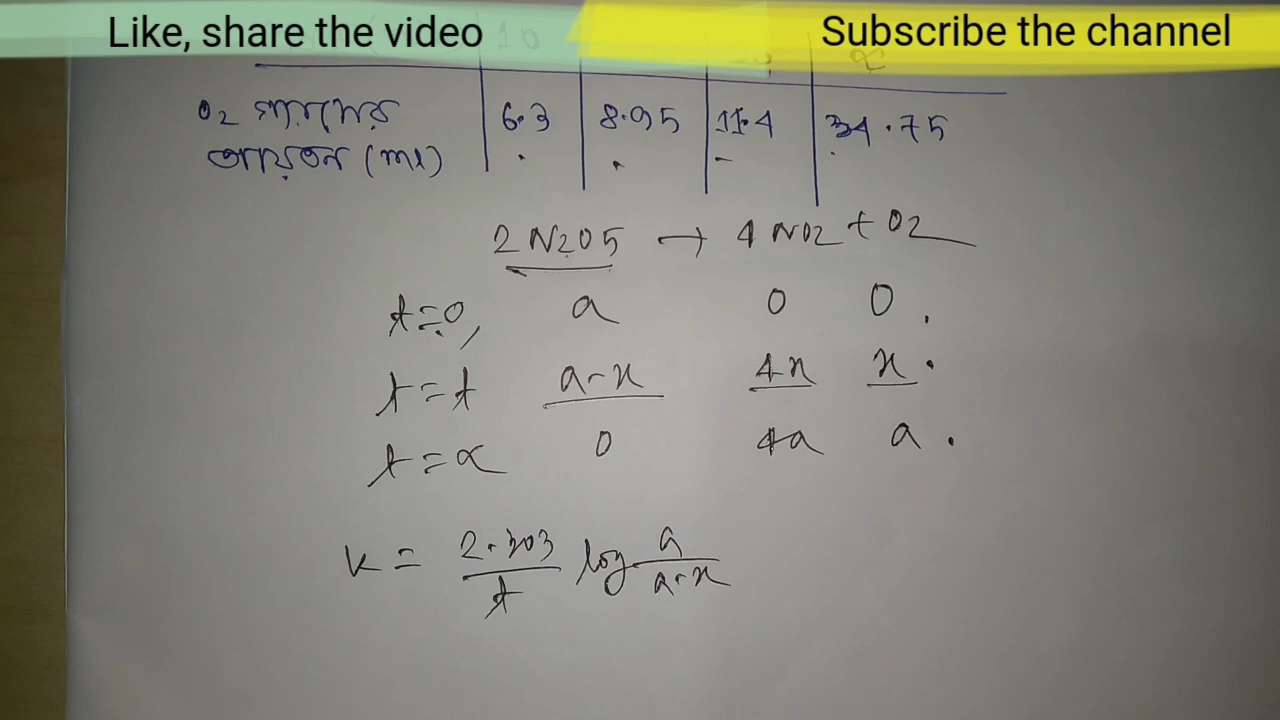 Like, share the video
Subscribe the channel
10
O2 গ্যাসের 6.3 8.95 11.4 34.75
আয়তন (ml)
2N2O5 → 4NO2 + O2
t=0, a 0 0.
t=t a-x 4x x.
t=α 0 4a a.
k = 2.303/t log a/a-x